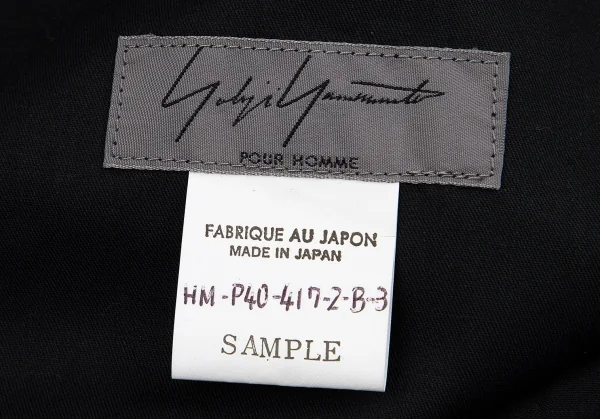 Yohji Yamamoto
POUR HOMME
FABRIQUE AU JAPON
MADE IN JAPAN
HM-P40-417-2-B-3
SAMPLE